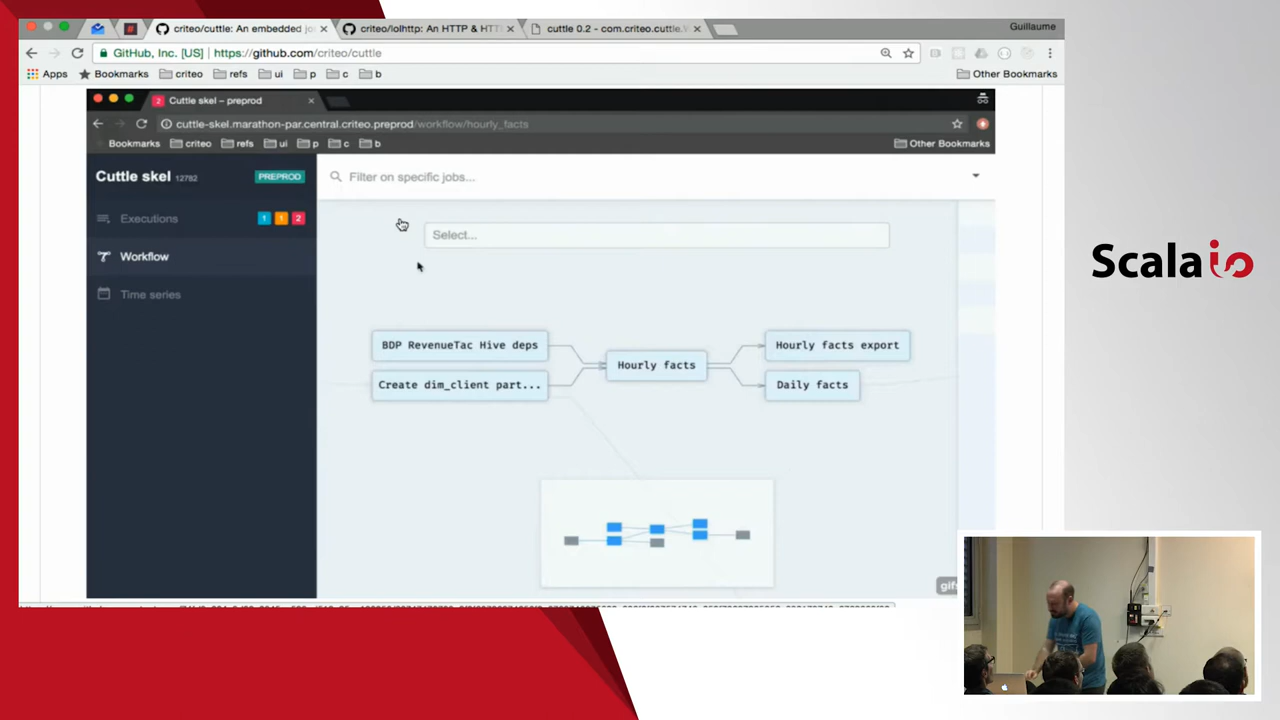 criteo/cuttle: An embedded jo
criteo/lolhttp: An HTTP & HTT
cuttle 0.2 - com.criteo.cuttle.
Guillaume
GitHub, Inc. [US] | https://github.com/criteo/cuttle
Apps
Bookmarks
criteo
refs
ui
p
c
b
Other Bookmarks
2
Cuttle skel – preprod
cuttle-skel.marathon-par.central.criteo.preprod/workflow/hourly_facts
Bookmarks
criteo
refs
ui
p
c
b
Other Bookmarks
Cuttle skel 12782
PREPROD
Filter on specific jobs...
Executions
1 1 2
Select...
Workflow
Time series
BDP RevenueTac Hive deps
Hourly facts export
Hourly facts
Create dim_client part...
Daily facts
gif
Scala io